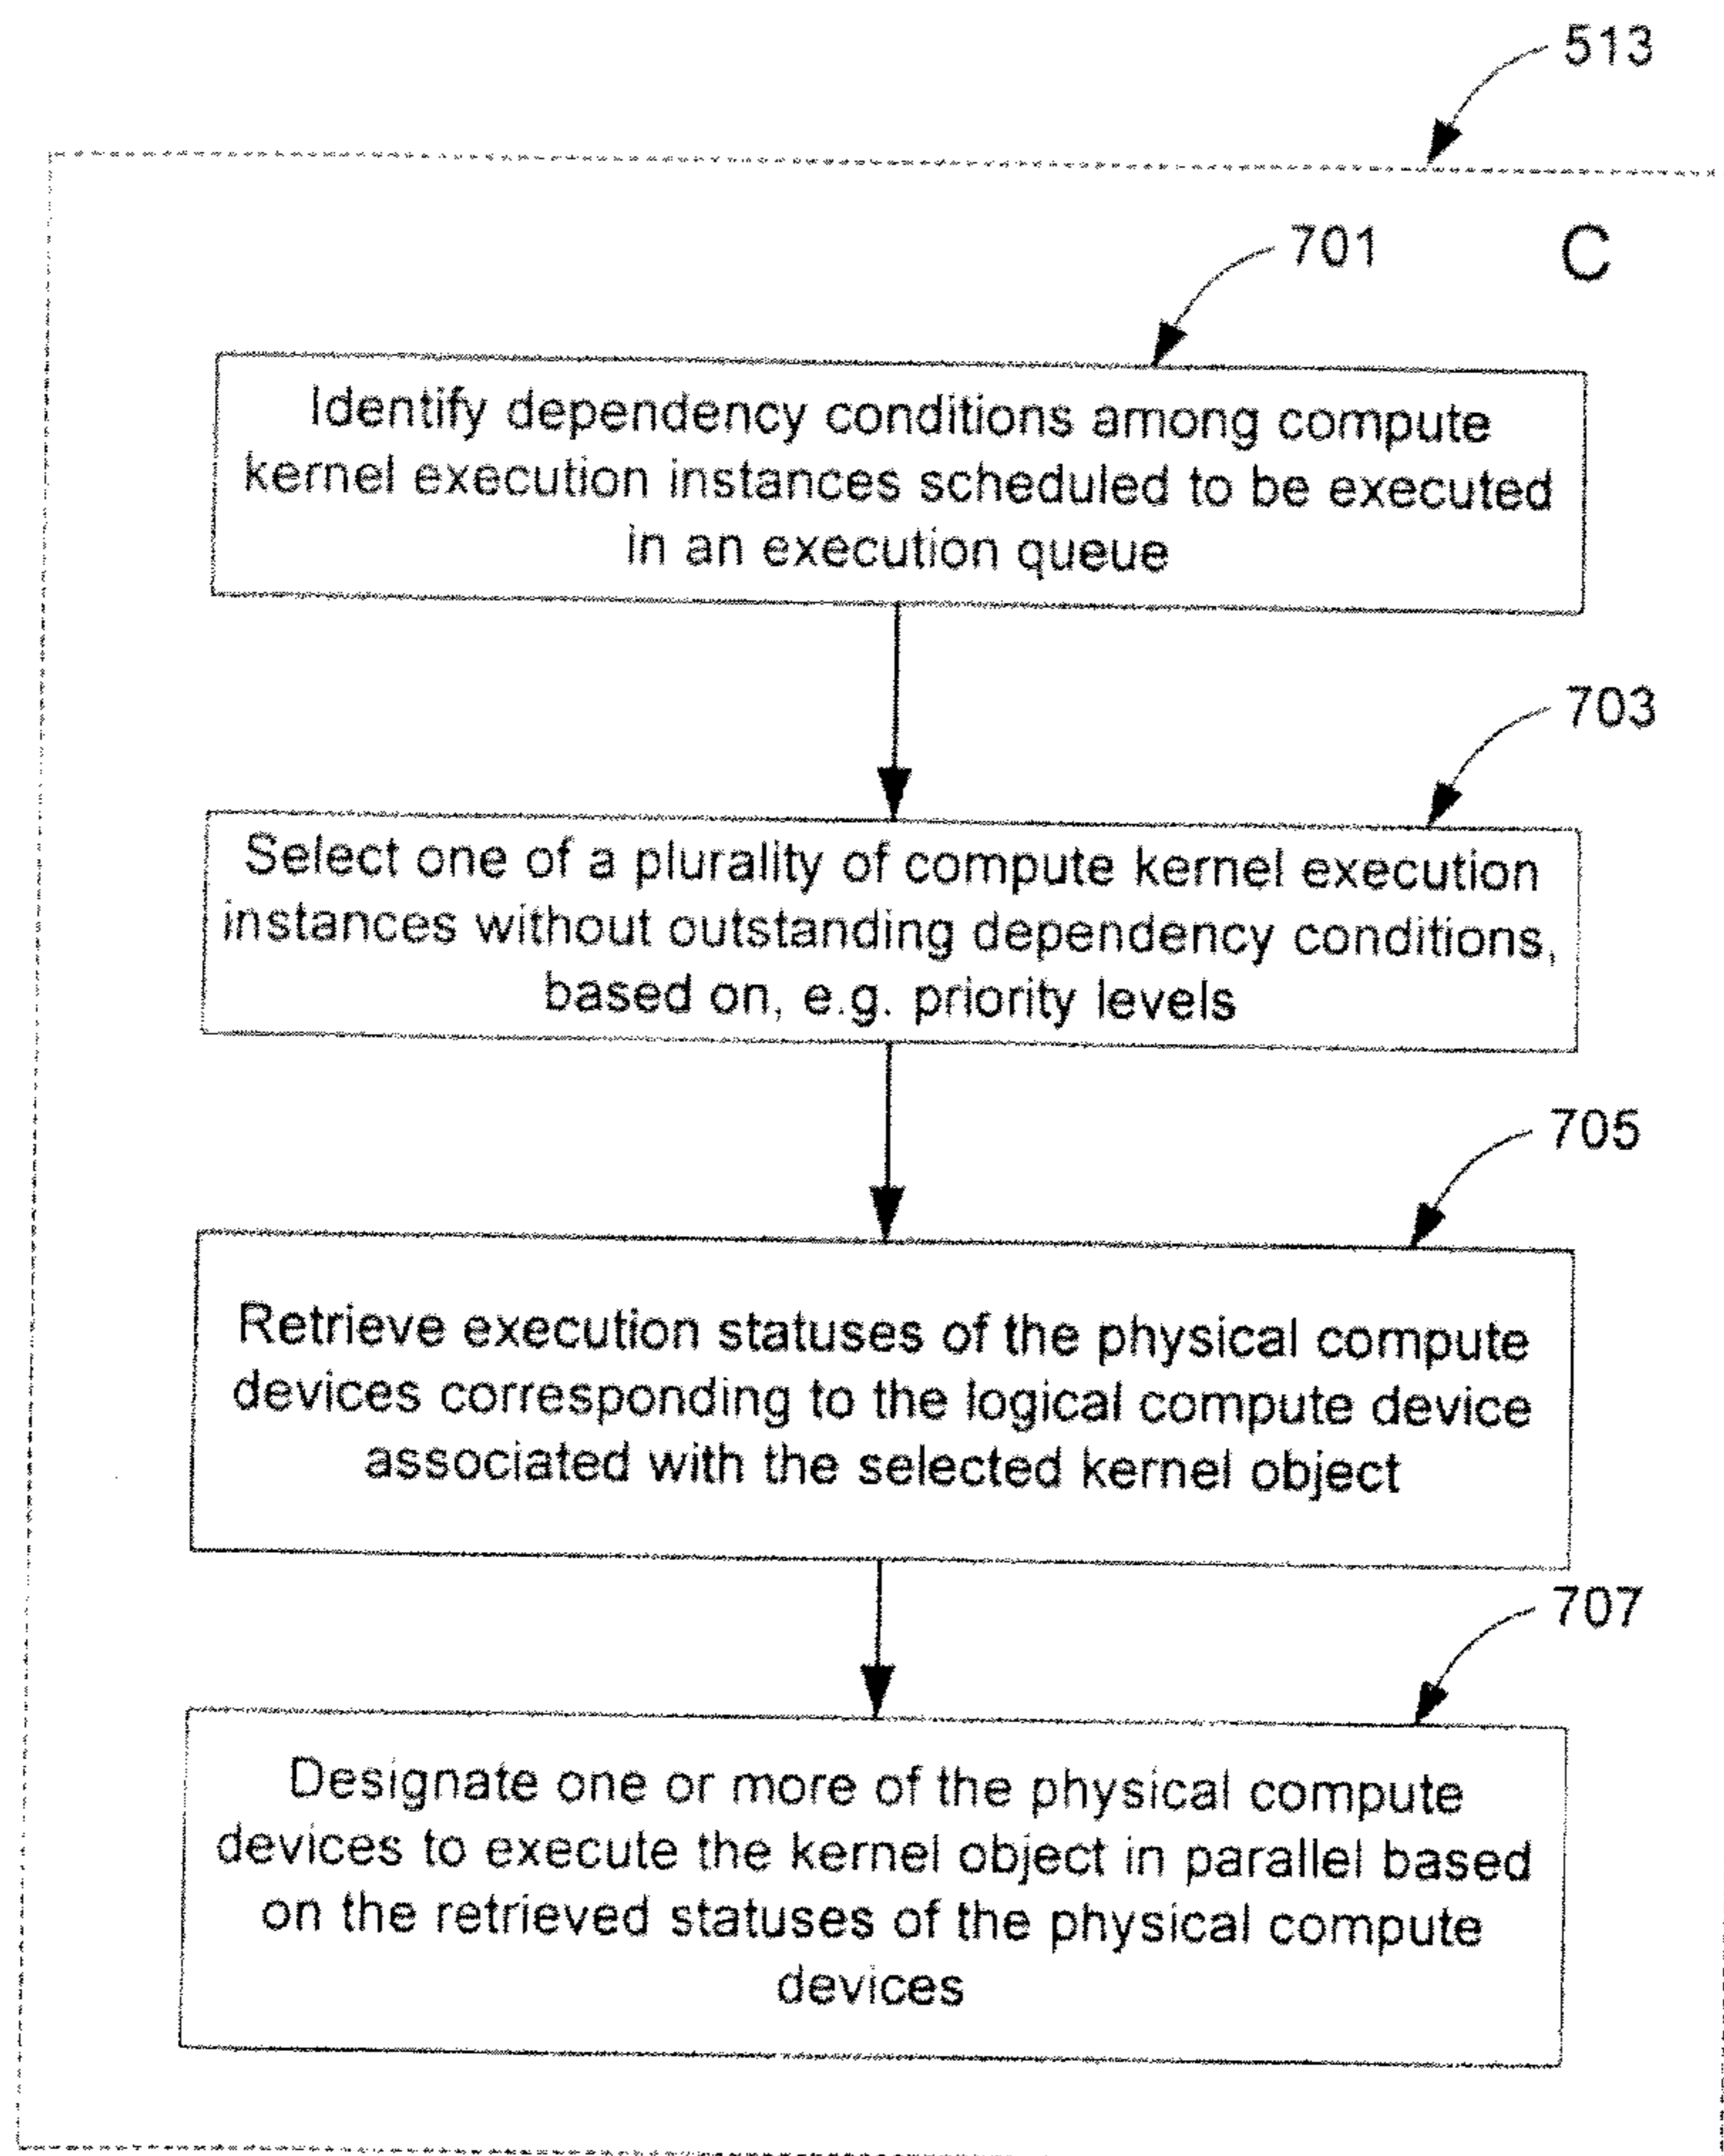 513
C
701
Identify dependency conditions among compute
kernel execution instances scheduled to be executed
in an execution queue
703
Select one of a plurality of compute kernel execution
instances without outstanding dependency conditions,
based on, e.g. priority levels
705
Retrieve execution statuses of the physical compute
devices corresponding to the logical compute device
associated with the selected kernel object
707
Designate one or more of the physical compute
devices to execute the kernel object in parallel based
on the retrieved statuses of the physical compute
devices